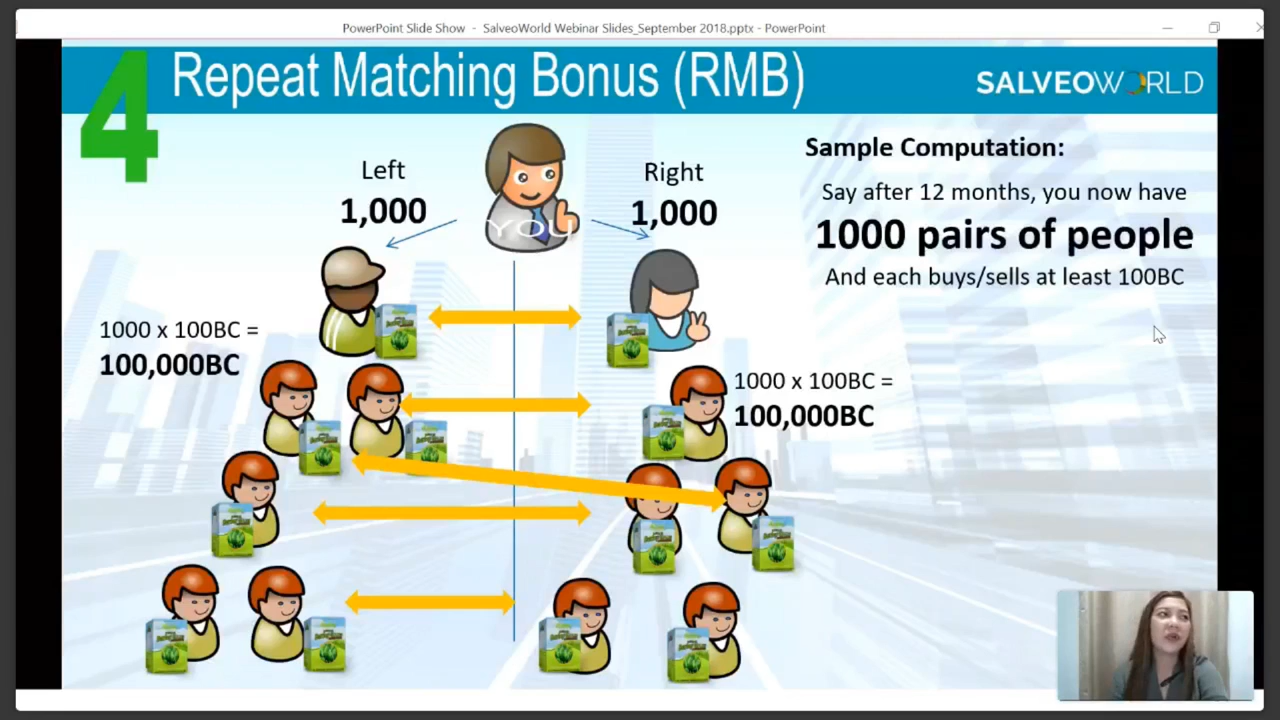 PowerPoint Slide Show - SalveoWorld Webinar Slides_September 2018.pptx - PowerPoint
4 Repeat Matching Bonus (RMB)
SALVEOWORLD
Left
1,000
YOU
Right
1,000
Sample Computation:
Say after 12 months, you now have
1000 pairs of people
And each buys/sells at least 100BC
1000 x 100BC =
100,000BC
1000 x 100BC =
100,000BC